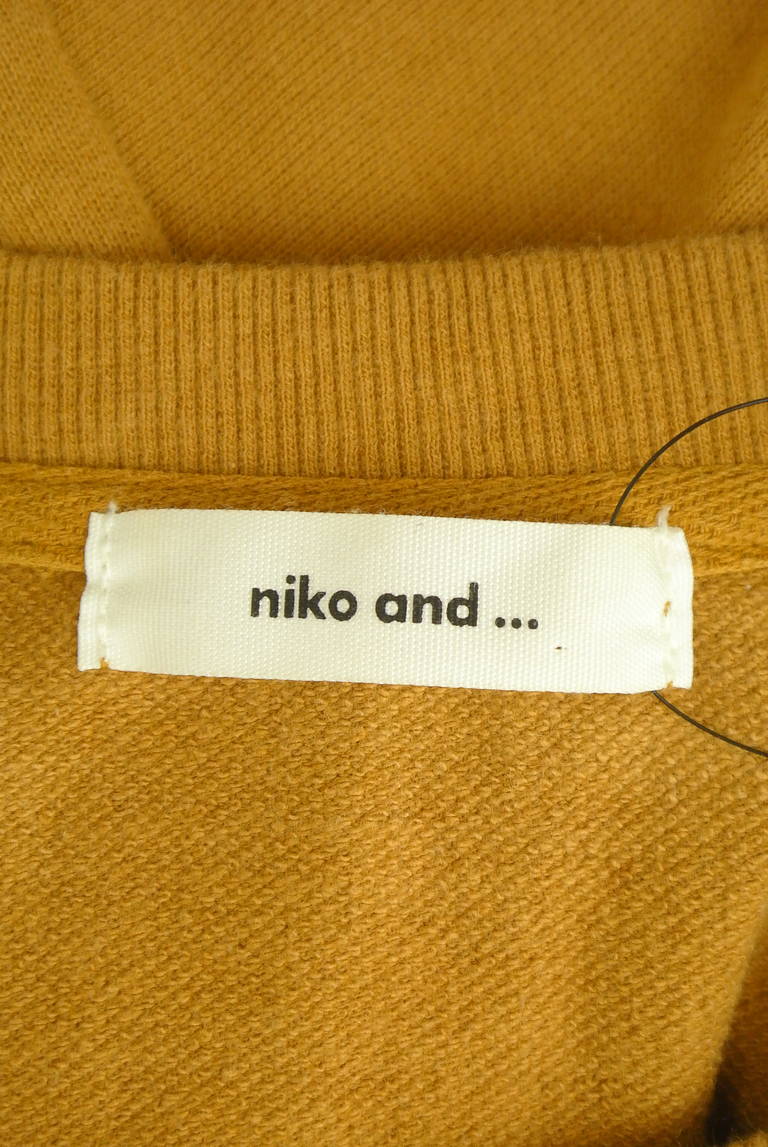 niko and ...